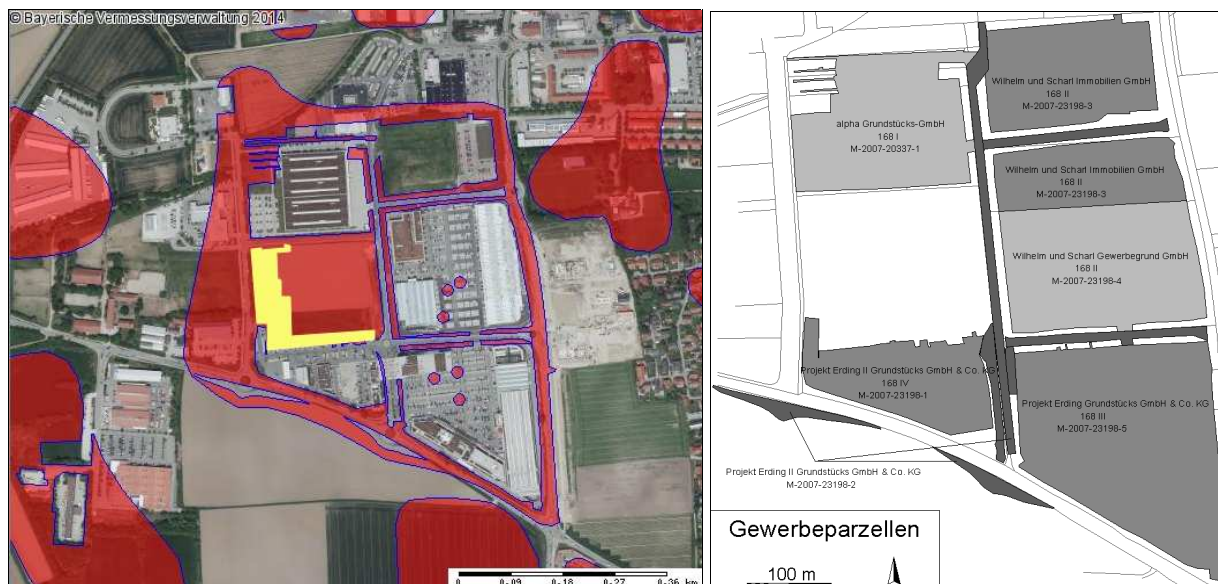 © Bayerische Vermessungsverwaltung 2014
0 0.09 0.18 0.27 0.36 km
Wilhelm und Scharl Immobilien GmbH
168 II
M-2007-23198-3
alpha Grundstücks-GmbH
168 I
M-2007-20337-1
Wilhelm und Scharl Immobilien GmbH
168 II
M-2007-23198-3
Wilhelm und Scharl Gewerbegrund GmbH
168 II
M-2007-23198-4
Projekt Erding II Grundstücks GmbH & Co. KG
168 IV
M-2007-23198-1
Projekt Erding Grundstücks GmbH & Co. KG
168 III
M-2007-23198-5
Projekt Erding II Grundstücks GmbH & Co. KG
M-2007-23198-2
Gewerbeparzellen
100 m